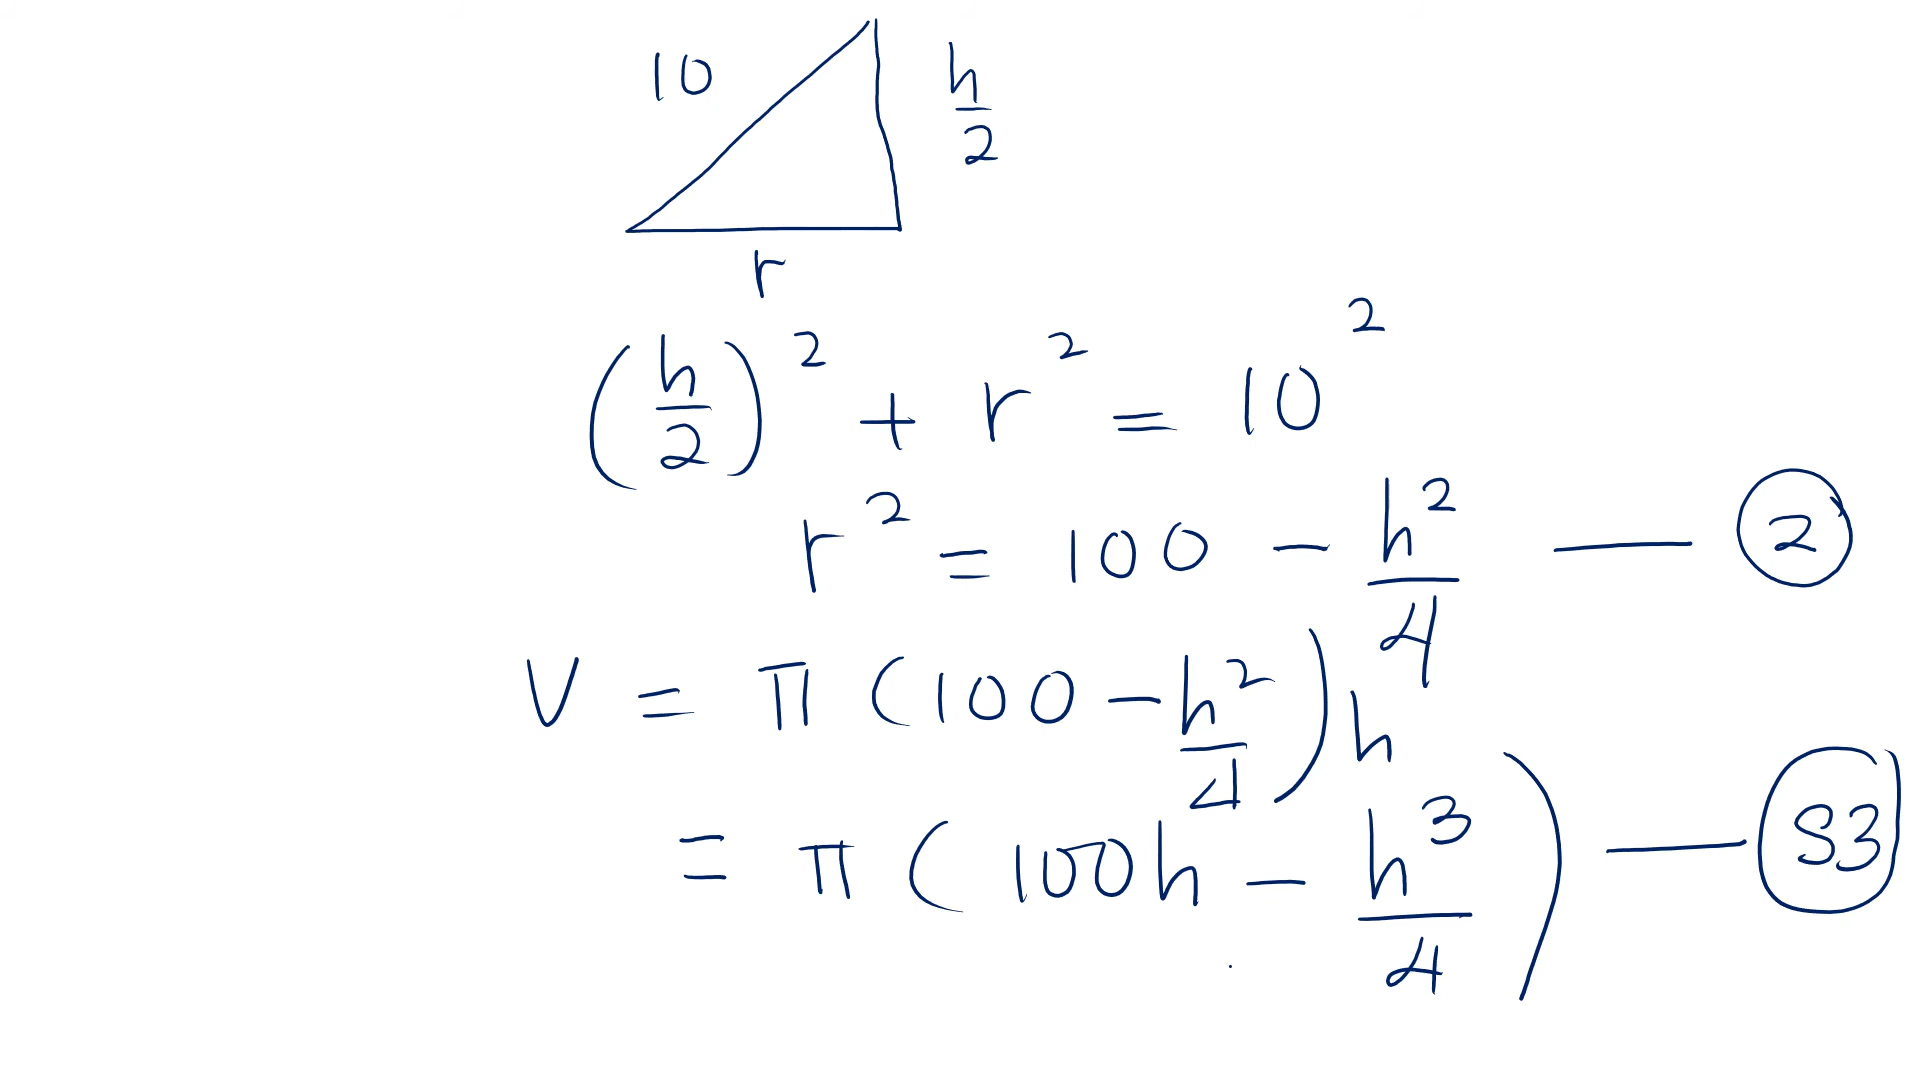 10
h/2
r
(h/2)² + r² = 10²
r² = 100 − h²/4 — ②
V = π(100 − h²/4)h
= π(100h − h³/4) — S3